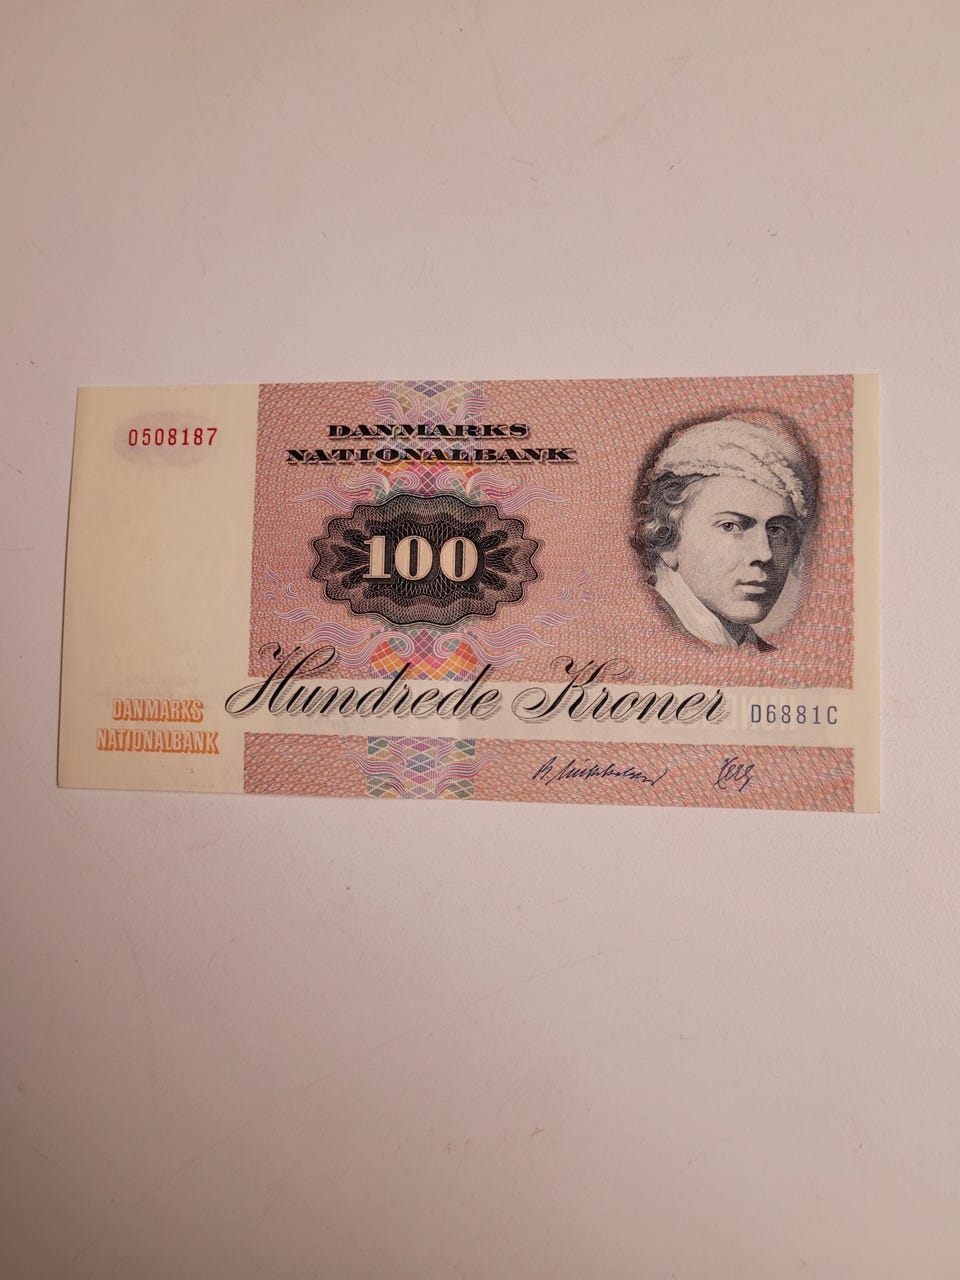 0508187
DANMARKS
NATIONALBANK
100
Hundrede Kroner
D6881C
DANMARKS
NATIONALBANK